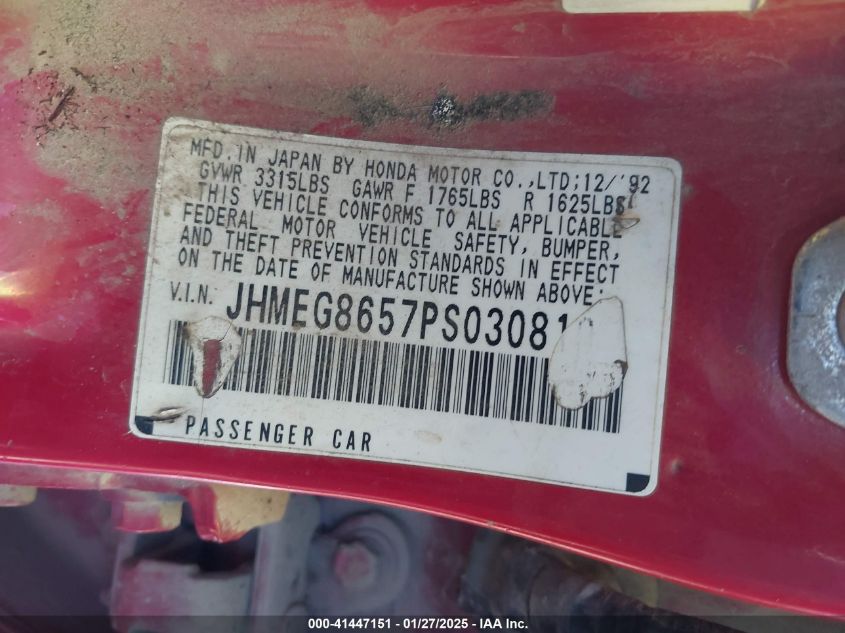 MFD. IN JAPAN BY HONDA MOTOR CO.,LTD;12/'92
GVWR 3315LBS GAWR F 1765LBS R 1625LBS
THIS VEHICLE CONFORMS TO ALL APPLICABLE
FEDERAL MOTOR VEHICLE SAFETY, BUMPER,
AND THEFT PREVENTION STANDARDS IN EFFECT
ON THE DATE OF MANUFACTURE SHOWN ABOVE;
V.I.N. JHMEG8657PS03081
PASSENGER CAR
000-41447151 - 01/27/2025 - IAA Inc.